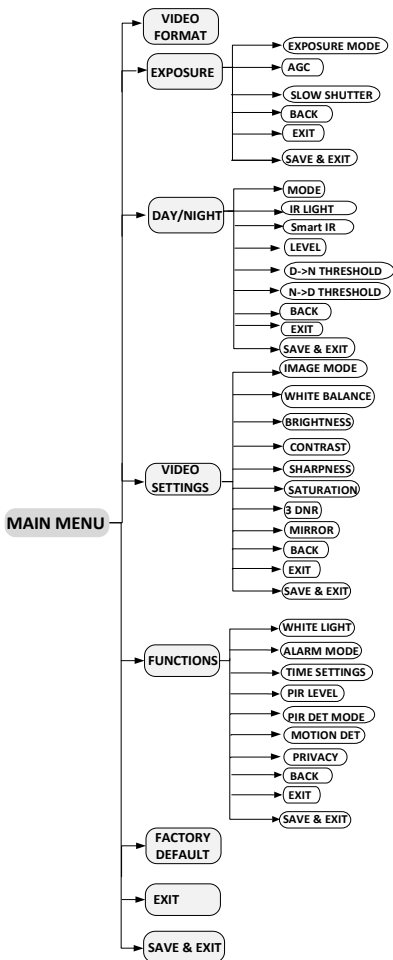 MAIN MENU
VIDEO
FORMAT
EXPOSURE
EXPOSURE MODE
AGC
SLOW SHUTTER
BACK
EXIT
SAVE & EXIT
DAY/NIGHT
MODE
IR LIGHT
Smart IR
LEVEL
D->N THRESHOLD
N->D THRESHOLD
BACK
EXIT
SAVE & EXIT
VIDEO
SETTINGS
IMAGE MODE
WHITE BALANCE
BRIGHTNESS
CONTRAST
SHARPNESS
SATURATION
3 DNR
MIRROR
BACK
EXIT
SAVE & EXIT
FUNCTIONS
WHITE LIGHT
ALARM MODE
TIME SETTINGS
PIR LEVEL
PIR DET MODE
MOTION DET
PRIVACY
BACK
EXIT
SAVE & EXIT
FACTORY
DEFAULT
EXIT
SAVE & EXIT